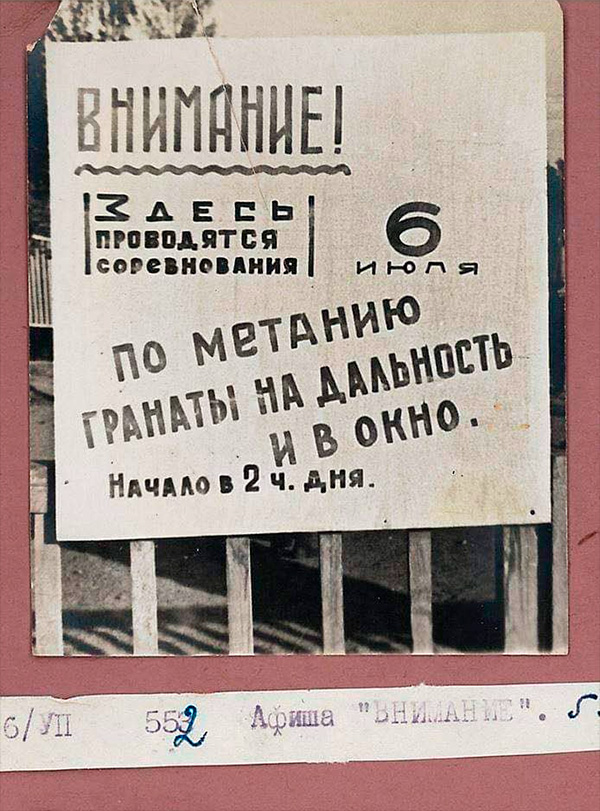 ВНИМАНИЕ!
ЗДЕСЬ
ПРОВОДЯТСЯ
СОРЕВНОВАНИЯ
6
ИЮЛЯ
ПО МЕТАНИЮ
ГРАНАТЫ НА ДАЛЬНОСТЬ
И В ОКНО.
НАЧАЛО В 2 Ч. ДНЯ.
6/УП 552 Афиша "ВНИМАНИЕ".